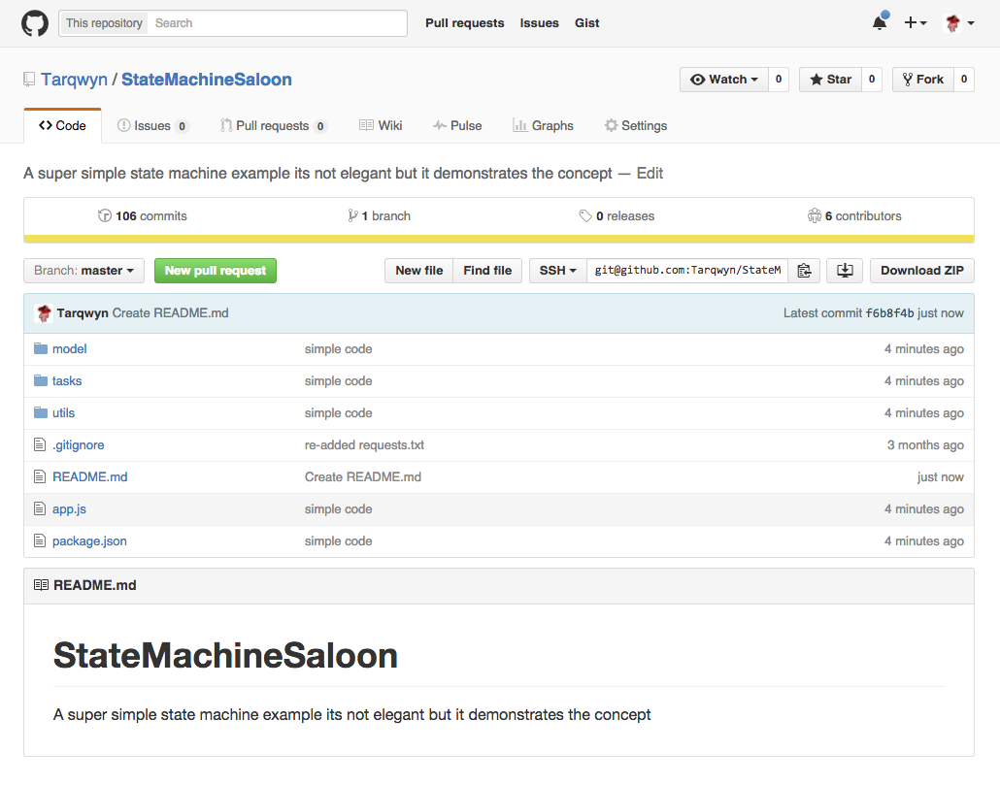 This repository Search Pull requests Issues Gist
Tarqwyn / StateMachineSaloon Watch 0 Star 0 Fork 0
Code Issues 0 Pull requests 0 Wiki Pulse Graphs Settings
A super simple state machine example its not elegant but it demonstrates the concept — Edit
106 commits 1 branch 0 releases 6 contributors
Branch: master New pull request New file Find file SSH git@github.com:Tarqwyn/StateM Download ZIP
Tarqwyn Create README.md Latest commit f6b8f4b just now
model simple code 4 minutes ago
tasks simple code 4 minutes ago
utils simple code 4 minutes ago
.gitignore re-added requests.txt 3 months ago
README.md Create README.md just now
app.js simple code 4 minutes ago
package.json simple code 4 minutes ago
README.md
StateMachineSaloon
A super simple state machine example its not elegant but it demonstrates the concept